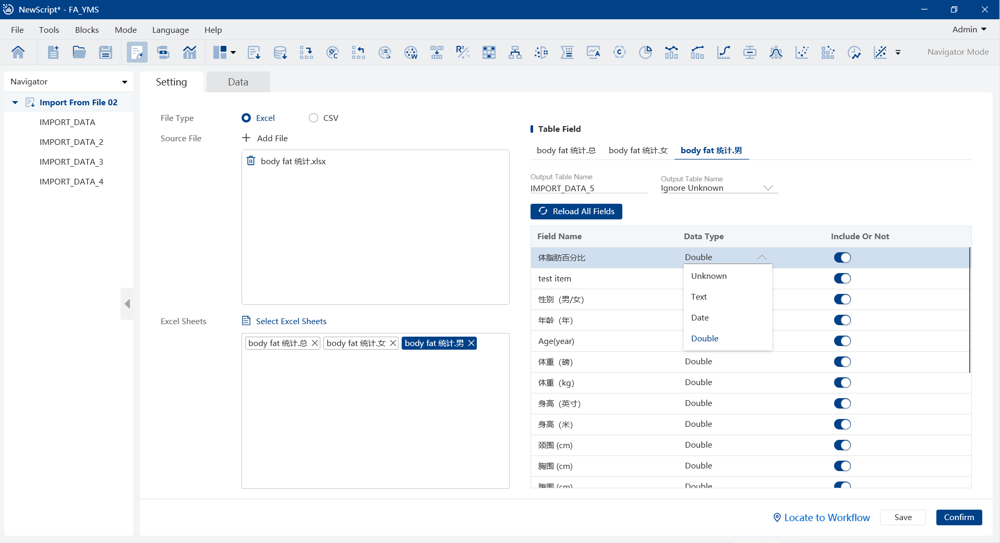 NewScript* - FA_YMS
File Tools Blocks Mode Language Help
Admin
Navigator Mode
Navigator
Import From File 02
IMPORT_DATA
IMPORT_DATA_2
IMPORT_DATA_3
IMPORT_DATA_4
Setting Data
File Type
Excel CSV
Source File
Add File
body fat 统计.xlsx
Excel Sheets
Select Excel Sheets
body fat 统计.总 body fat 统计.女 body fat 统计.男
Table Field
body fat 统计.总 body fat 统计.女 body fat 统计.男
Output Table Name
IMPORT_DATA_5
Output Table Name
Ignore Unknown
Reload All Fields
Field Name Data Type Include Or Not
体脂肪百分比 Double
test item
性别（男/女）
年龄（年）
Age(year)
Unknown
Text
Date
Double
体重（磅） Double
体重（kg） Double
身高（英寸） Double
身高（米） Double
颈围 (cm) Double
胸围 (cm) Double
腹围 (cm) Double
Locate to Workflow
Save
Confirm